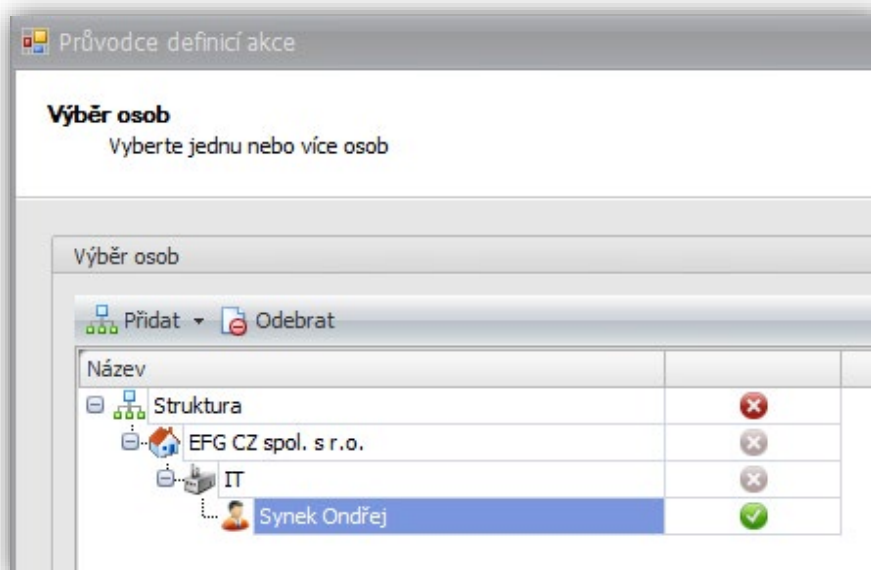 Průvodce definicí akce
Výběr osob
Vyberte jednu nebo více osob
Výběr osob
Přidat Odebrat
Název
Struktura
EFG CZ spol. s r.o.
IT
Synek Ondřej